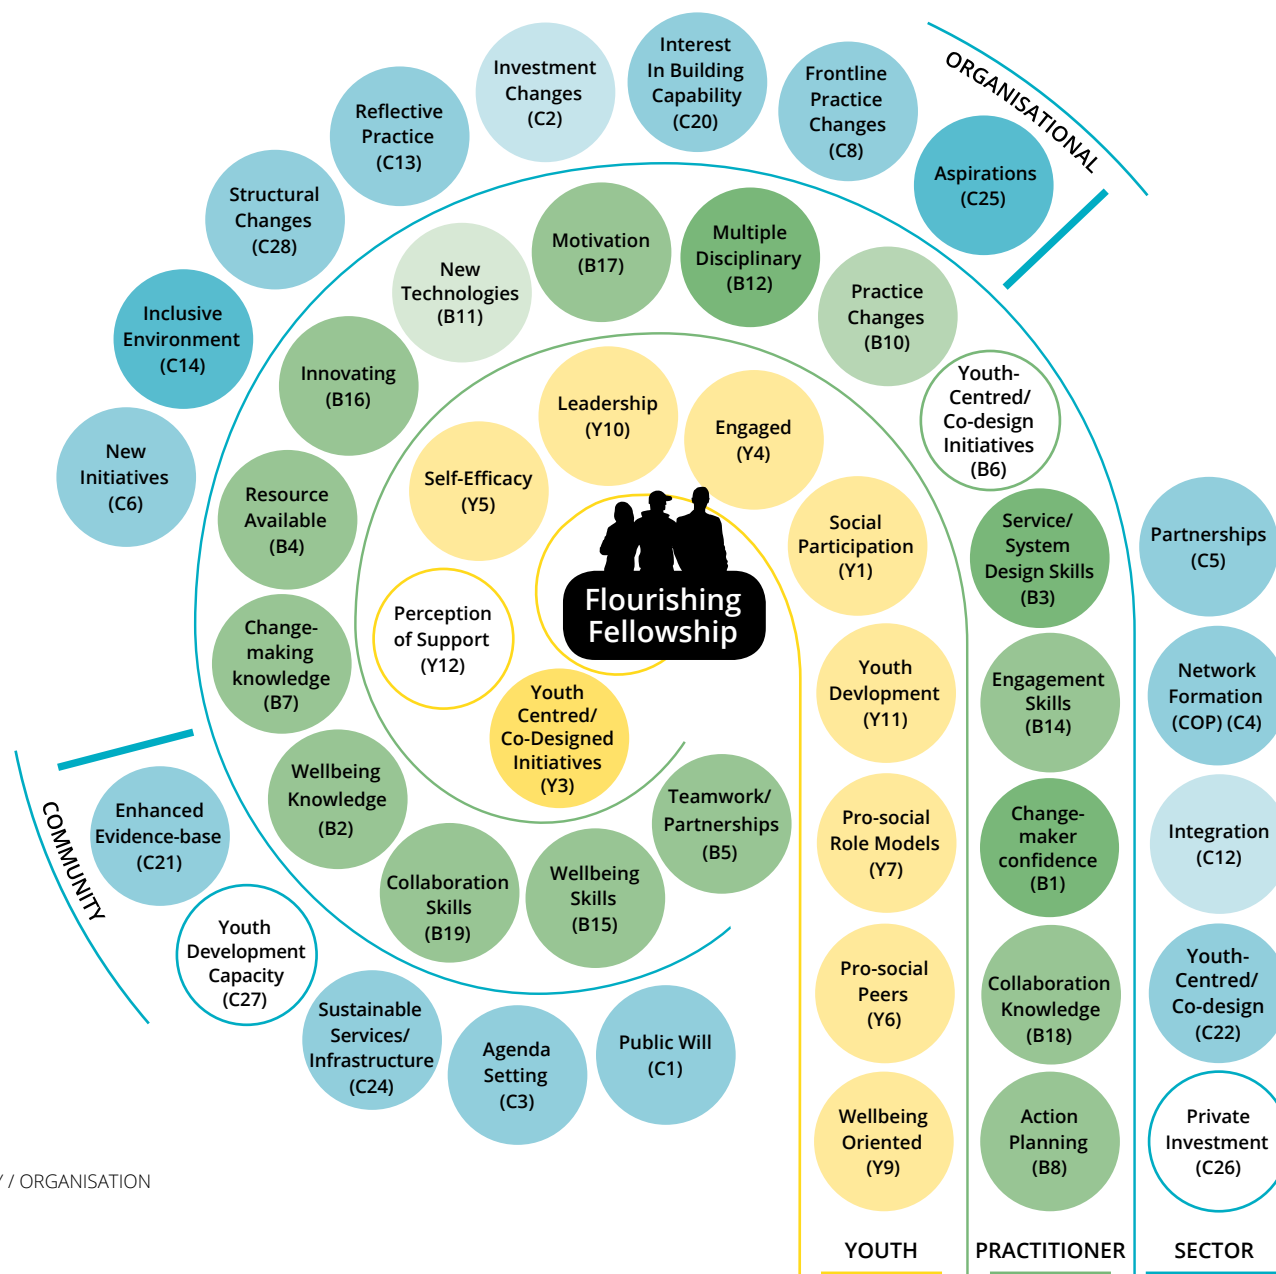 Interest
In Building
Capability
(C20)
Investment
Changes
(C2)
Frontline
Practice
Changes
(C8)
ORGANISATIONAL
Reflective
Practice
(C13)
Aspirations
(C25)
Structural
Changes
(C28)
Inclusive
Environment
(C14)
New
Initiatives
(C6)
Motivation
(B17)
Multiple
Disciplinary
(B12)
New
Technologies
(B11)
Practice
Changes
(B10)
Innovating
(B16)
Youth-
Centred/
Co-design
Initiatives
(B6)
Leadership
(Y10)
Engaged
(Y4)
Self-Efficacy
(Y5)
Resource
Available
(B4)
Social
Participation
(Y1)
Service/
System
Design Skills
(B3)
Partnerships
(C5)
Flourishing
Fellowship
Perception
of Support
(Y12)
Change-
making
knowledge
(B7)
Youth
Centred/
Co-Designed
Initiatives
(Y3)
Youth
Devlopment
(Y11)
Engagement
Skills
(B14)
Network
Formation
(COP) (C4)
Wellbeing
Knowledge
(B2)
Teamwork/
Partnerships
(B5)
COMMUNITY
Enhanced
Evidence-base
(C21)
Pro-social
Role Models
(Y7)
Change-
maker
confidence
(B1)
Integration
(C12)
Collaboration
Skills
(B19)
Wellbeing
Skills
(B15)
Youth
Development
Capacity
(C27)
Pro-social
Peers
(Y6)
Collaboration
Knowledge
(B18)
Youth-
Centred/
Co-design
(C22)
Sustainable
Services/
Infrastructure
(C24)
Agenda
Setting
(C3)
Public Will
(C1)
Wellbeing
Oriented
(Y9)
Action
Planning
(B8)
Private
Investment
(C26)
/ ORGANISATION
YOUTH
PRACTITIONER
SECTOR